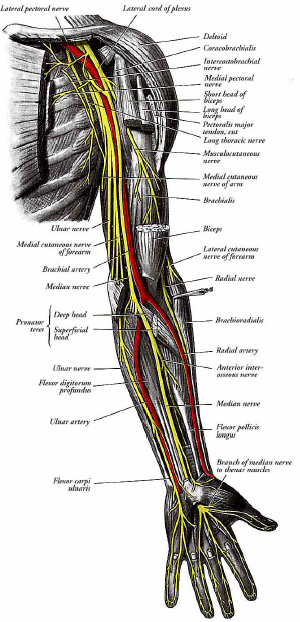 Lateral pectoral nerve
Lateral cord of plexus
Deltoid
Coracobrachialis
Intercostobrachial
nerve
Medial pectoral
nerve
Short head of
biceps
Long head of
biceps
Pectoralis major
tendon, cut
Long thoracic nerve
Musculocutaneous
nerve
Medial cutaneous
nerve of arm
Brachialis
Ulnar nerve
Biceps
Medial cutaneous nerve
of forearm
Lateral cutaneous
nerve of forearm
Brachial artery
Radial nerve
Median nerve
Deep head
Pronator
teres
Superficial
head
Brachioradialis
Radial artery
Ulnar nerve
Anterior inter-
osseous nerve
Flexor digitorum
profundus
Median nerve
Ulnar artery
Flexor pollicis
longus
Branch of median nerve
to thenar muscles
Flexor carpi
ulnaris